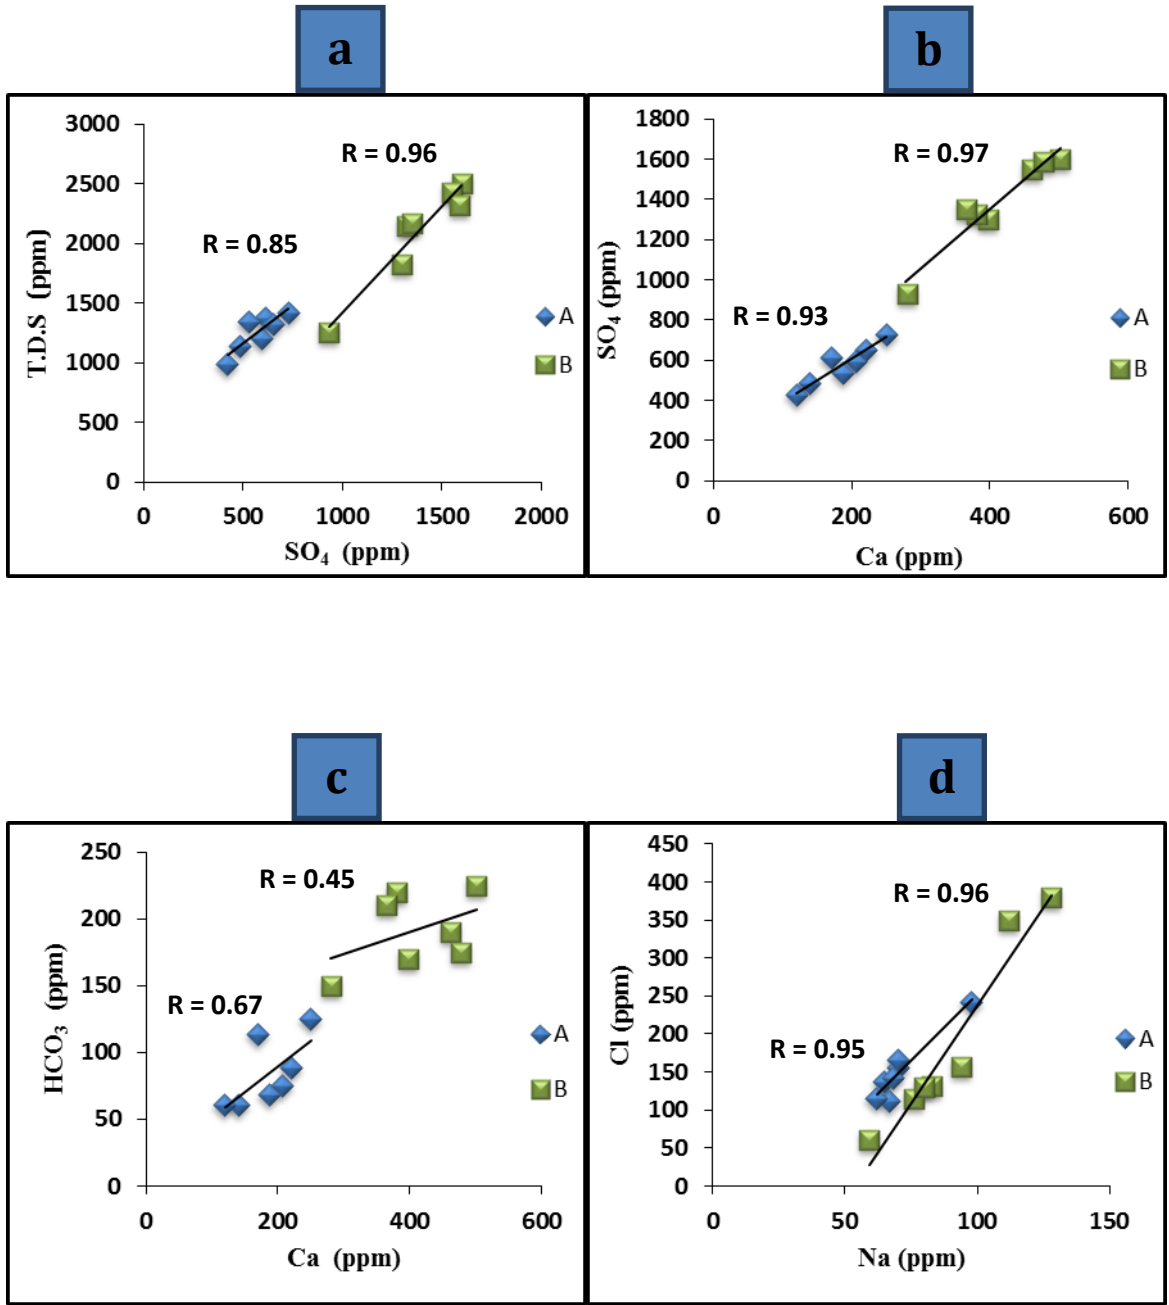 a
3000
2500
2000
1500
1000
500
0
0 500 1000 1500 2000
T.D.S (ppm)
SO₄ (ppm)
R = 0.96
R = 0.85
A
B
b
1800
1600
1400
1200
1000
800
600
400
200
0
0 200 400 600
SO₄ (ppm)
Ca (ppm)
R = 0.97
R = 0.93
A
B
c
250
200
150
100
50
0
0 200 400 600
HCO₃ (ppm)
Ca (ppm)
R = 0.45
R = 0.67
A
B
d
450
400
350
300
250
200
150
100
50
0
0 50 100 150
Cl (ppm)
Na (ppm)
R = 0.96
R = 0.95
A
B